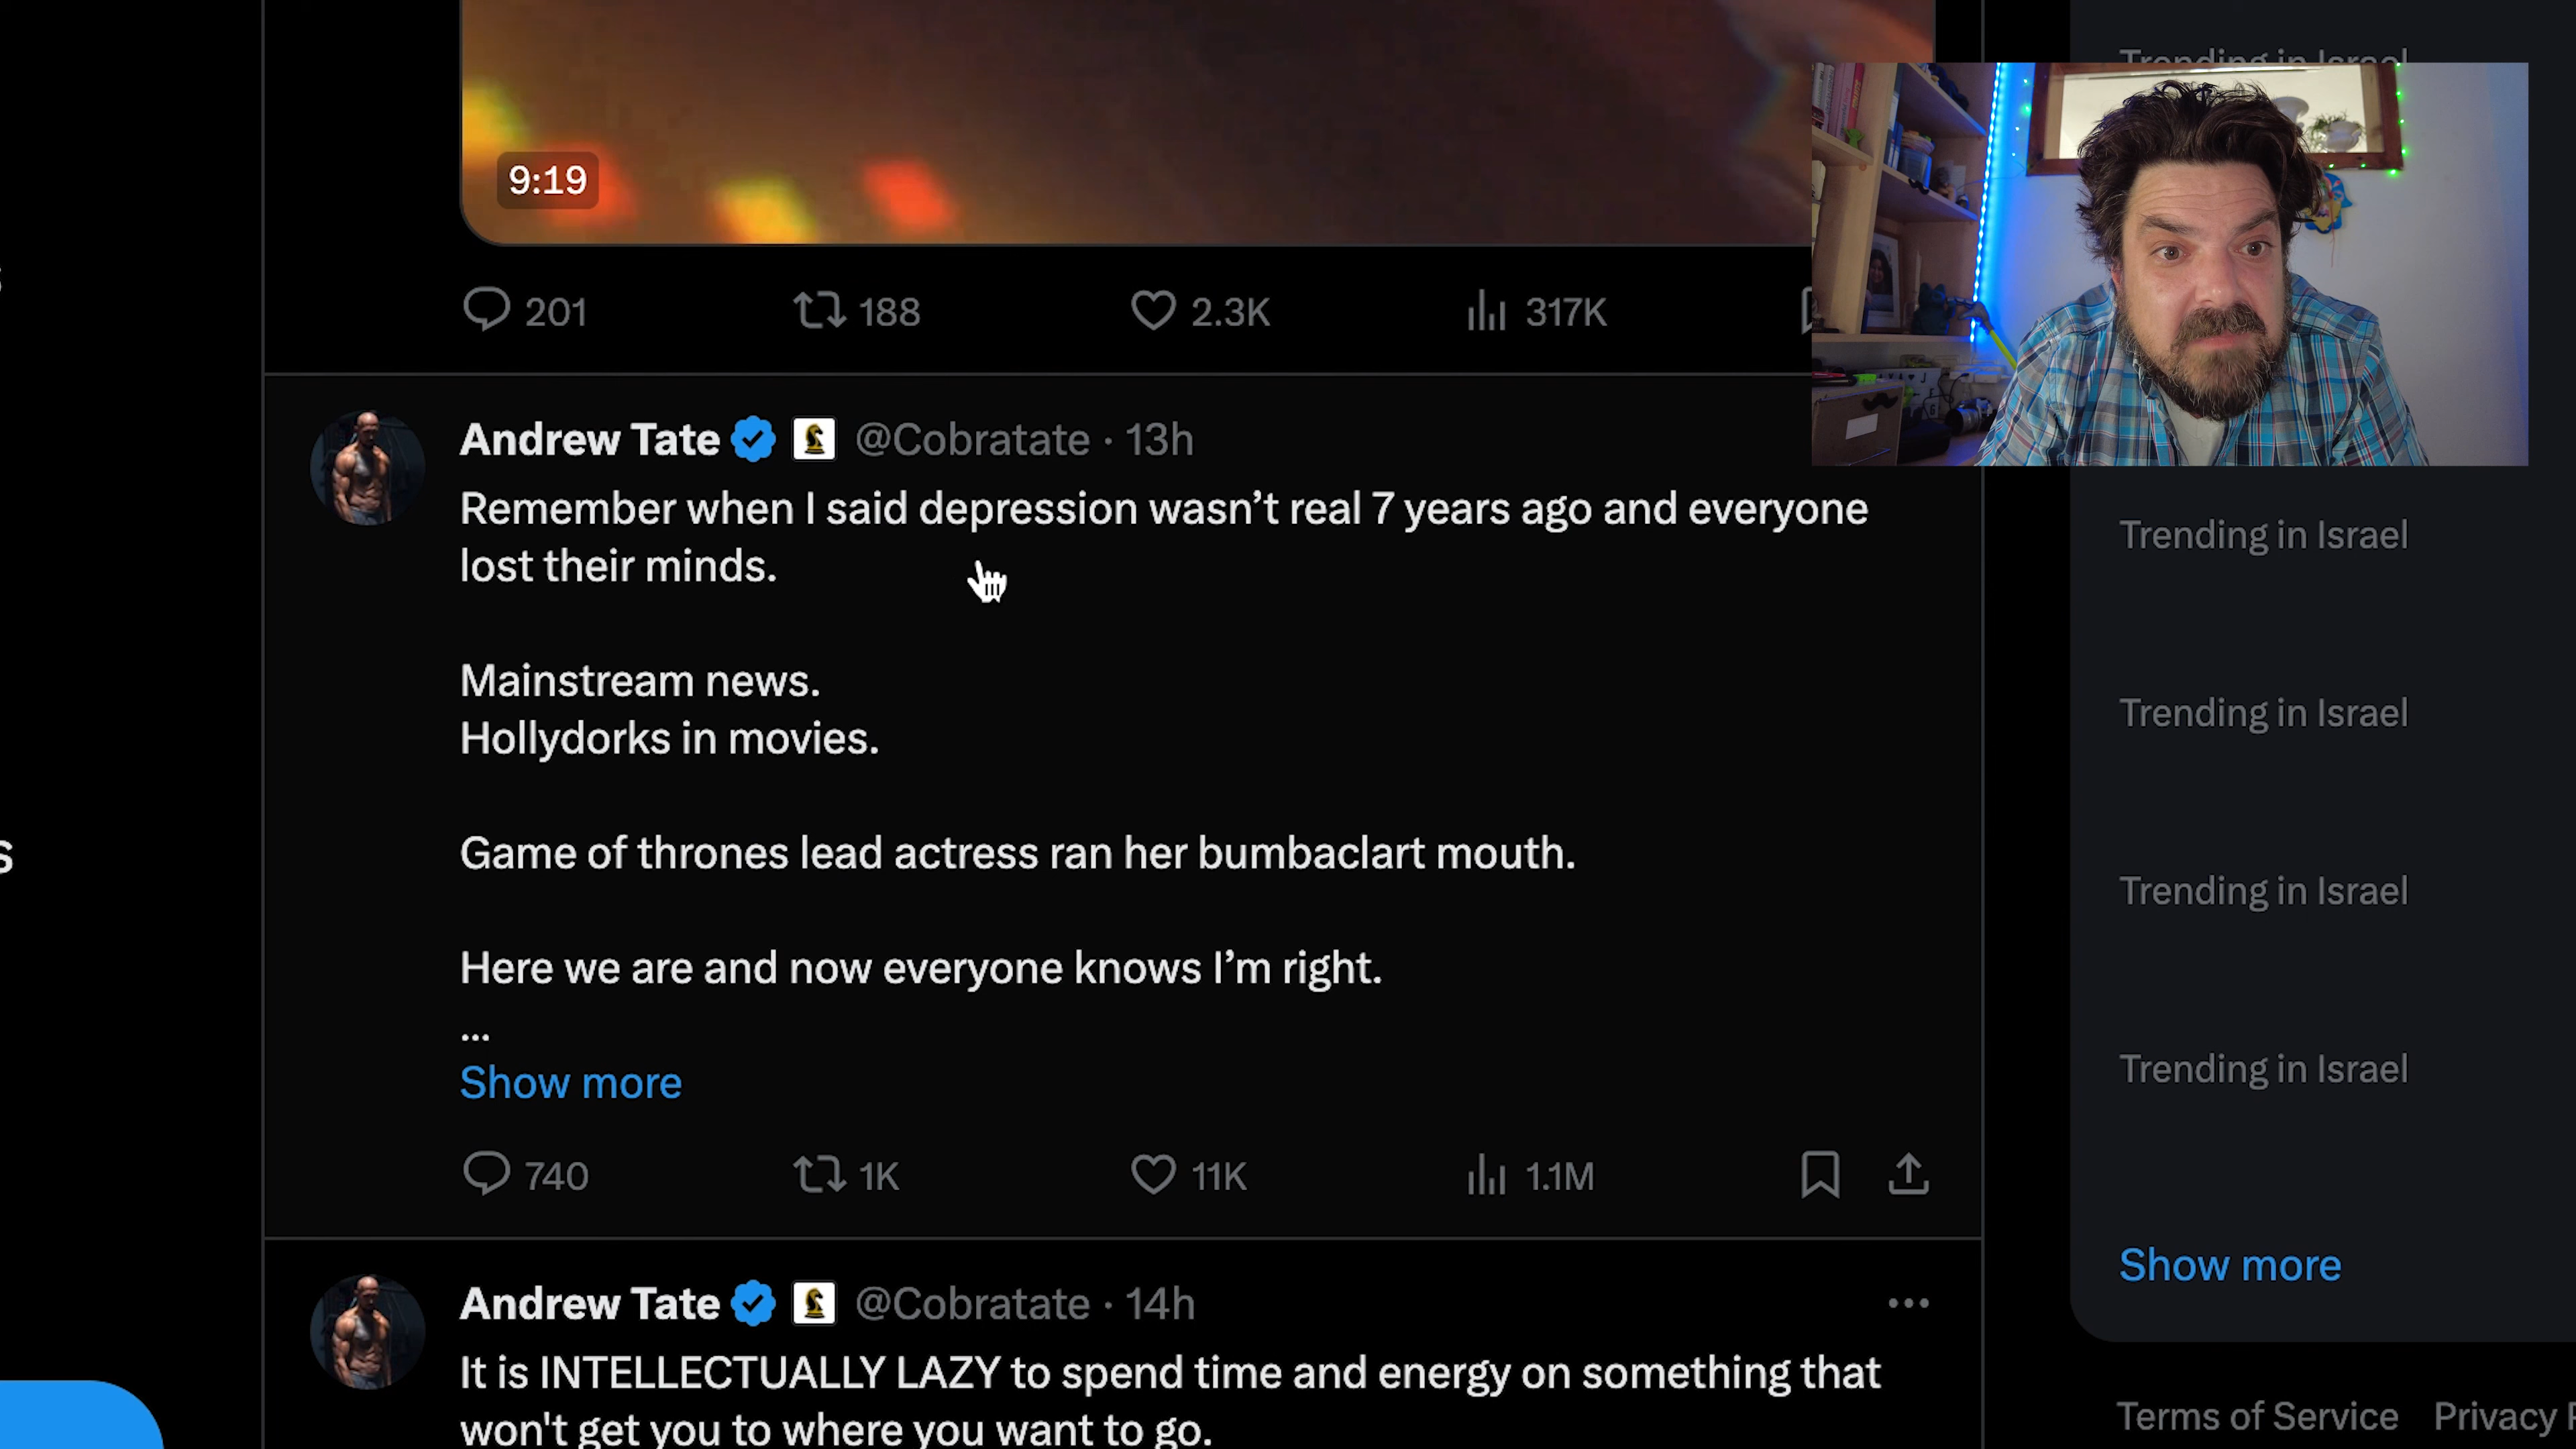 Trending in Israel
9:19
201 188 2.3K 317K
Andrew Tate @Cobratate · 13h
Remember when I said depression wasn't real 7 years ago and everyone
lost their minds.
Mainstream news.
Hollydorks in movies.
Game of thrones lead actress ran her bumbaclart mouth.
Here we are and now everyone knows I'm right.
...
Show more
740 1K 11K 1.1M
Andrew Tate @Cobratate · 14h
It is INTELLECTUALLY LAZY to spend time and energy on something that
won't get you to where you want to go.
Trending in Israel
Trending in Israel
Trending in Israel
Trending in Israel
Show more
Terms of Service Privacy